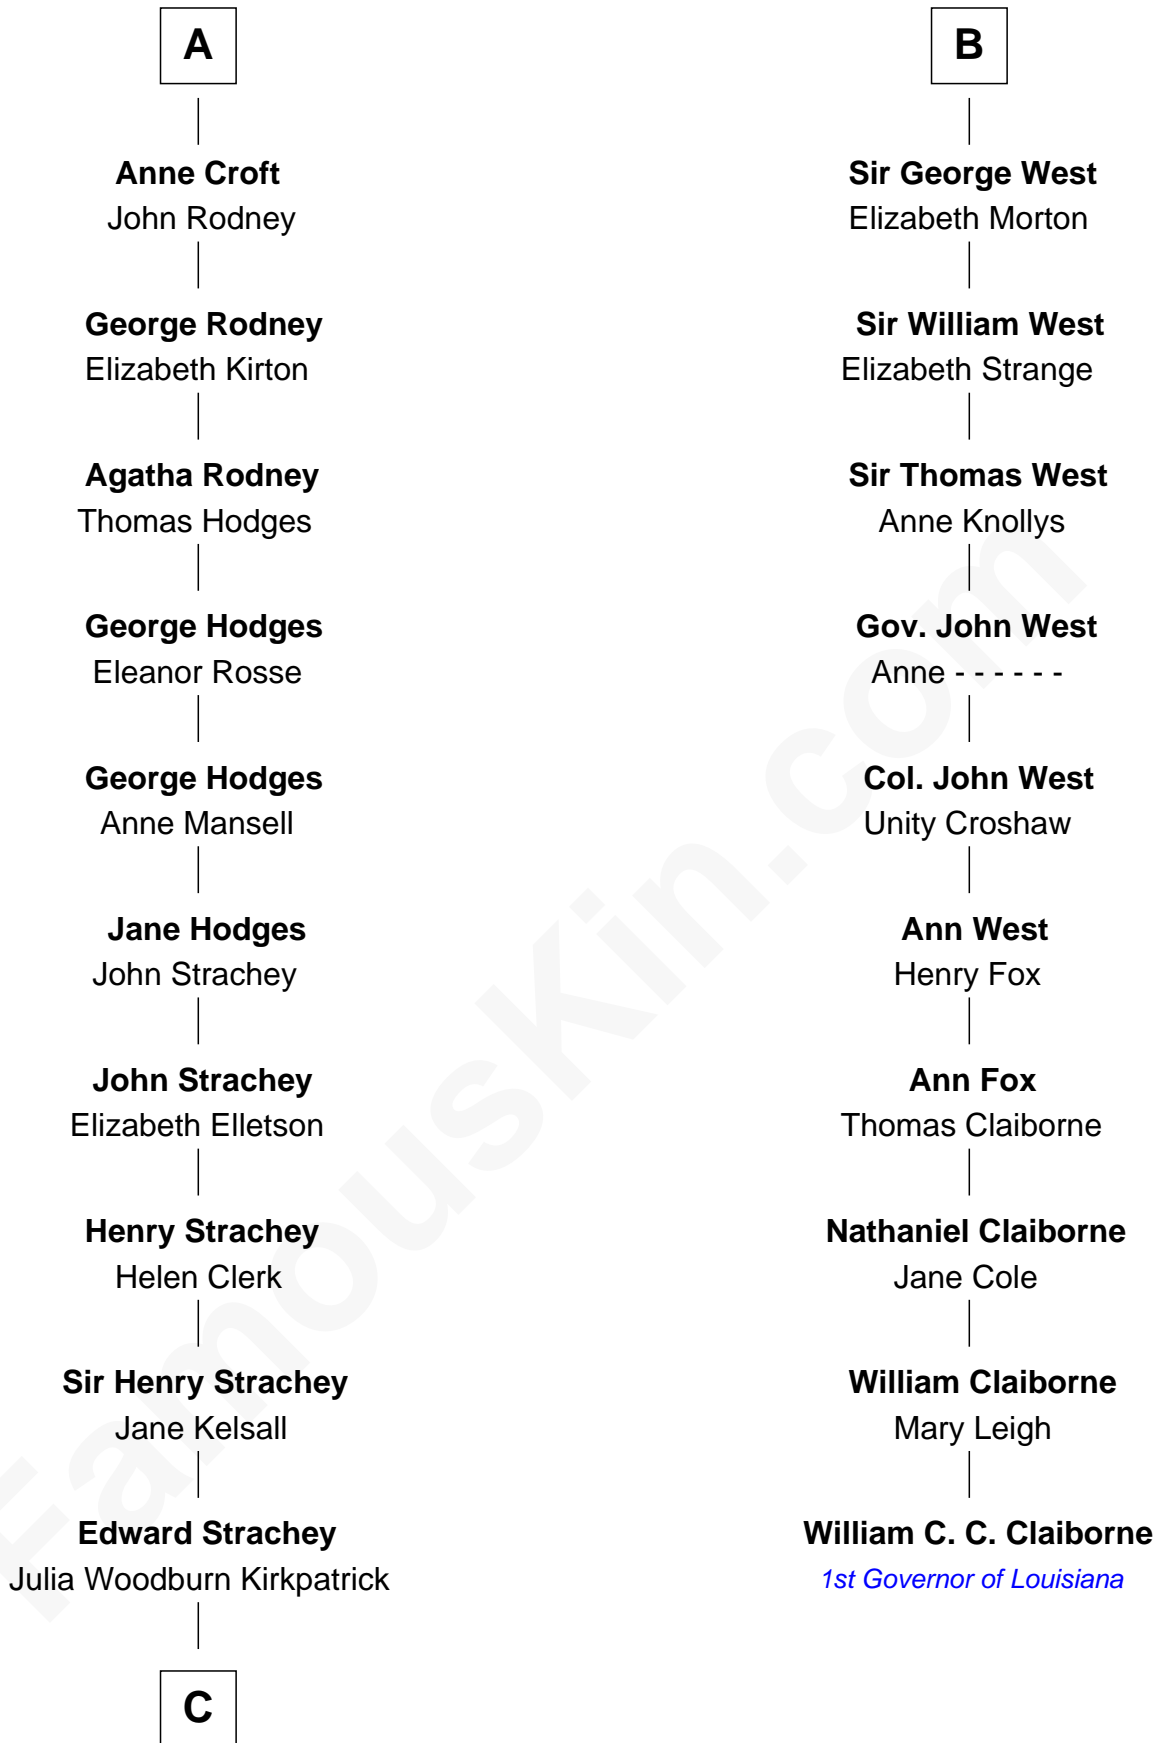 A
Anne Croft
John Rodney
George Rodney
Elizabeth Kirton
Agatha Rodney
Thomas Hodges
George Hodges
Eleanor Rosse
George Hodges
Anne Mansell
Jane Hodges
John Strachey
John Strachey
Elizabeth Elletson
Henry Strachey
Helen Clerk
Sir Henry Strachey
Jane Kelsall
Edward Strachey
Julia Woodburn Kirkpatrick
C
B
Sir George West
Elizabeth Morton
Sir William West
Elizabeth Strange
Sir Thomas West
Anne Knollys
Gov. John West
Anne - - - - - -
Col. John West
Unity Croshaw
Ann West
Henry Fox
Ann Fox
Thomas Claiborne
Nathaniel Claiborne
Jane Cole
William Claiborne
Mary Leigh
William C. C. Claiborne
1st Governor of Louisiana
FamousKin.com